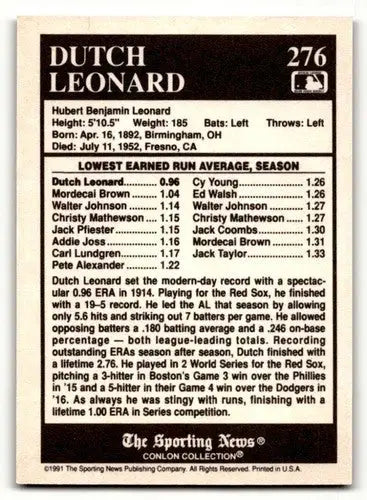 DUTCH
LEONARD
276
Hubert Benjamin Leonard
Height: 5'10.5" Weight: 185 Bats: Left Throws: Left
Born: Apr. 16, 1892, Birmingham, OH
Died: July 11, 1952, Fresno, CA
LOWEST EARNED RUN AVERAGE, SEASON
Dutch Leonard.......... 0.96
Mordecai Brown ....... 1.04
Walter Johnson ........ 1.14
Christy Mathewson ... 1.15
Jack Pfiester.............. 1.15
Addie Joss................ 1.16
Carl Lundgren........... 1.17
Pete Alexander ......... 1.22
Cy Young.................. 1.26
Ed Walsh .................. 1.26
Walter Johnson ........ 1.27
Christy Mathewson ... 1.27
Jack Coombs............ 1.30
Mordecai Brown ....... 1.31
Jack Taylor................ 1.33
Dutch Leonard set the modern-day record with a spectac-
ular 0.96 ERA in 1914. Playing for the Red Sox, he finished
with a 19–5 record. He led the AL that season by allowing
only 5.6 hits and striking out 7 batters per game. He allowed
opposing batters a .180 batting average and a .246 on-base
percentage — both league-leading totals. Recording
outstanding ERAs season after season, Dutch finished with
a lifetime 2.76. He played in 2 World Series for the Red Sox,
pitching a 3-hitter in Boston's Game 3 win over the Phillies
in '15 and a 5-hitter in their Game 4 win over the Dodgers in
'16. As always he was stingy with runs, finishing with a
lifetime 1.00 ERA in Series competition.
The Sporting News®
CONLON COLLECTION®
©1991 The Sporting News Publishing Company. All Rights Reserved. Printed in U.S.A.